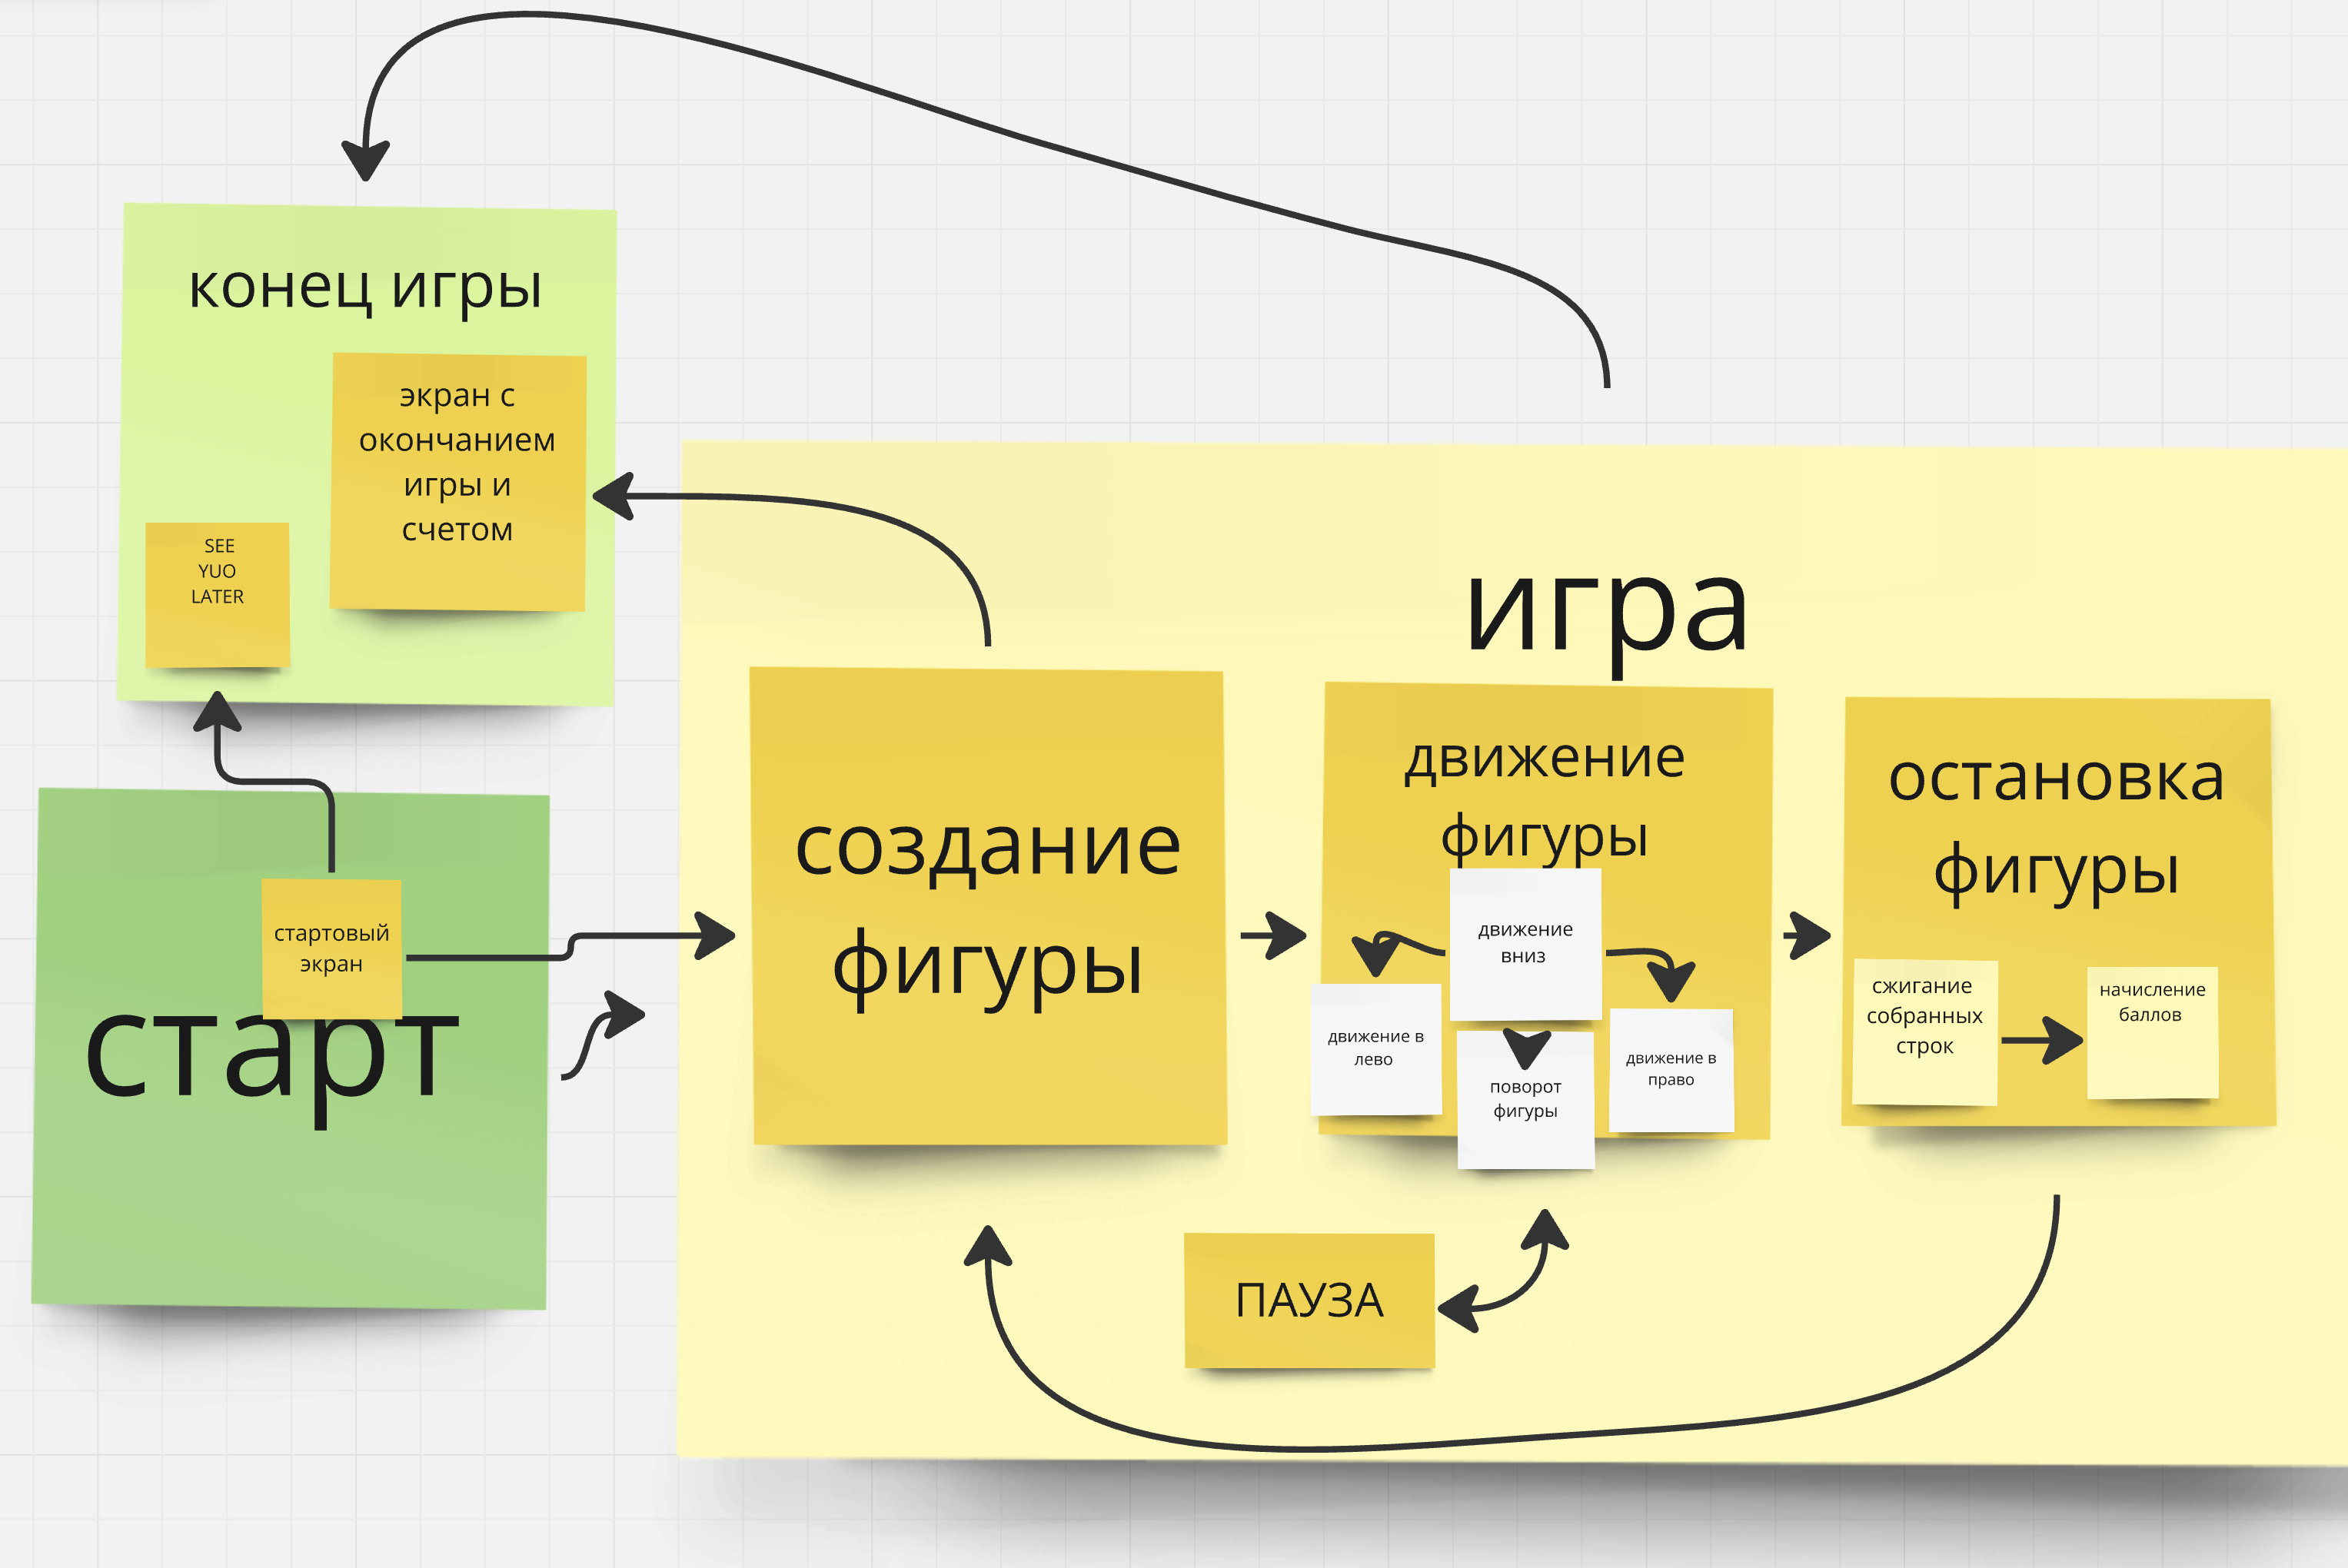 конец игры
экран с
окончанием
игры и
счетом
SEE
YUO
LATER
игра
создание
фигуры
движение
фигуры
движение
вниз
движение в
лево
поворот
фигуры
движение в
право
остановка
фигуры
сжигание
собранных
строк
начисление
баллов
стартовый
экран
старт
ПАУЗА